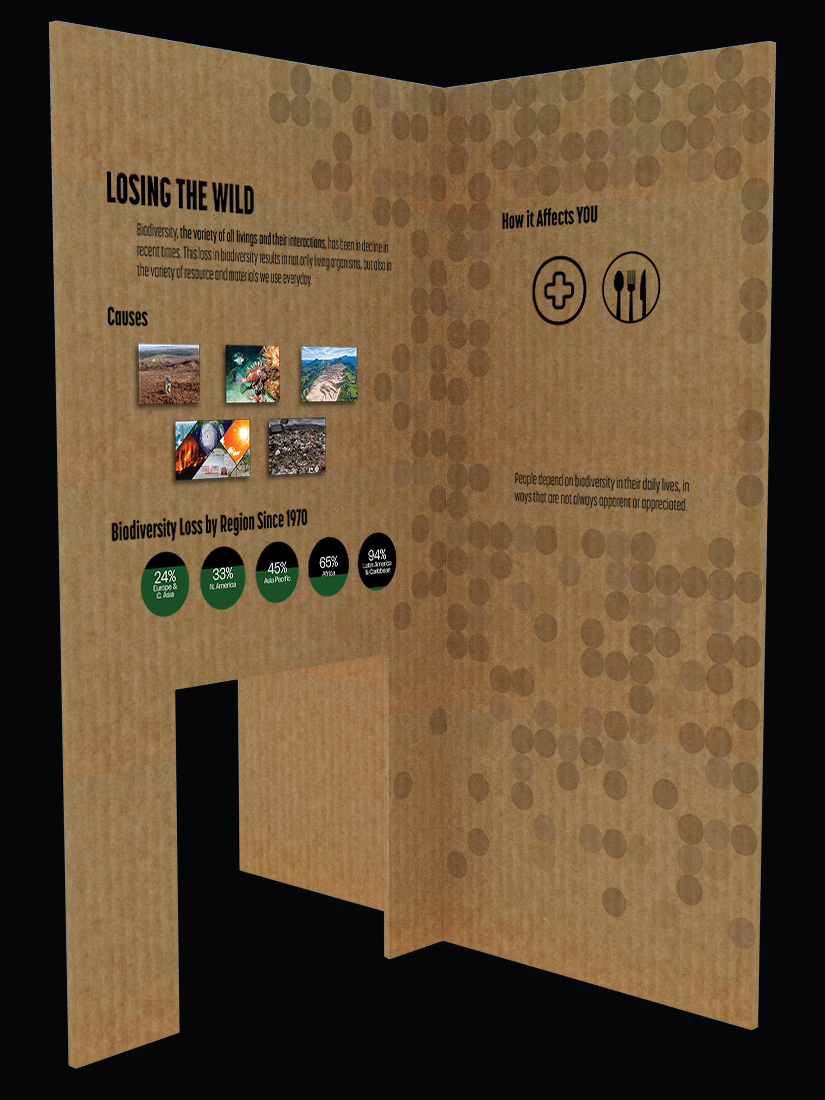 LOSING THE WILD
Biodiversity, the variety of all livings and their interactions, has been in decline in
recent times. This loss in biodiversity results in not only living organisms, but also in
the variety of resource and materials we use everyday.
Causes
Biodiversity Loss by Region Since 1970
24%
Europe &
C. Asia
33%
N. America
45%
Asia Pacific
65%
Africa
94%
Latin America
& Caribbean
How it Affects YOU
People depend on biodiversity in their daily lives, in
ways that are not always apparent or appreciated.